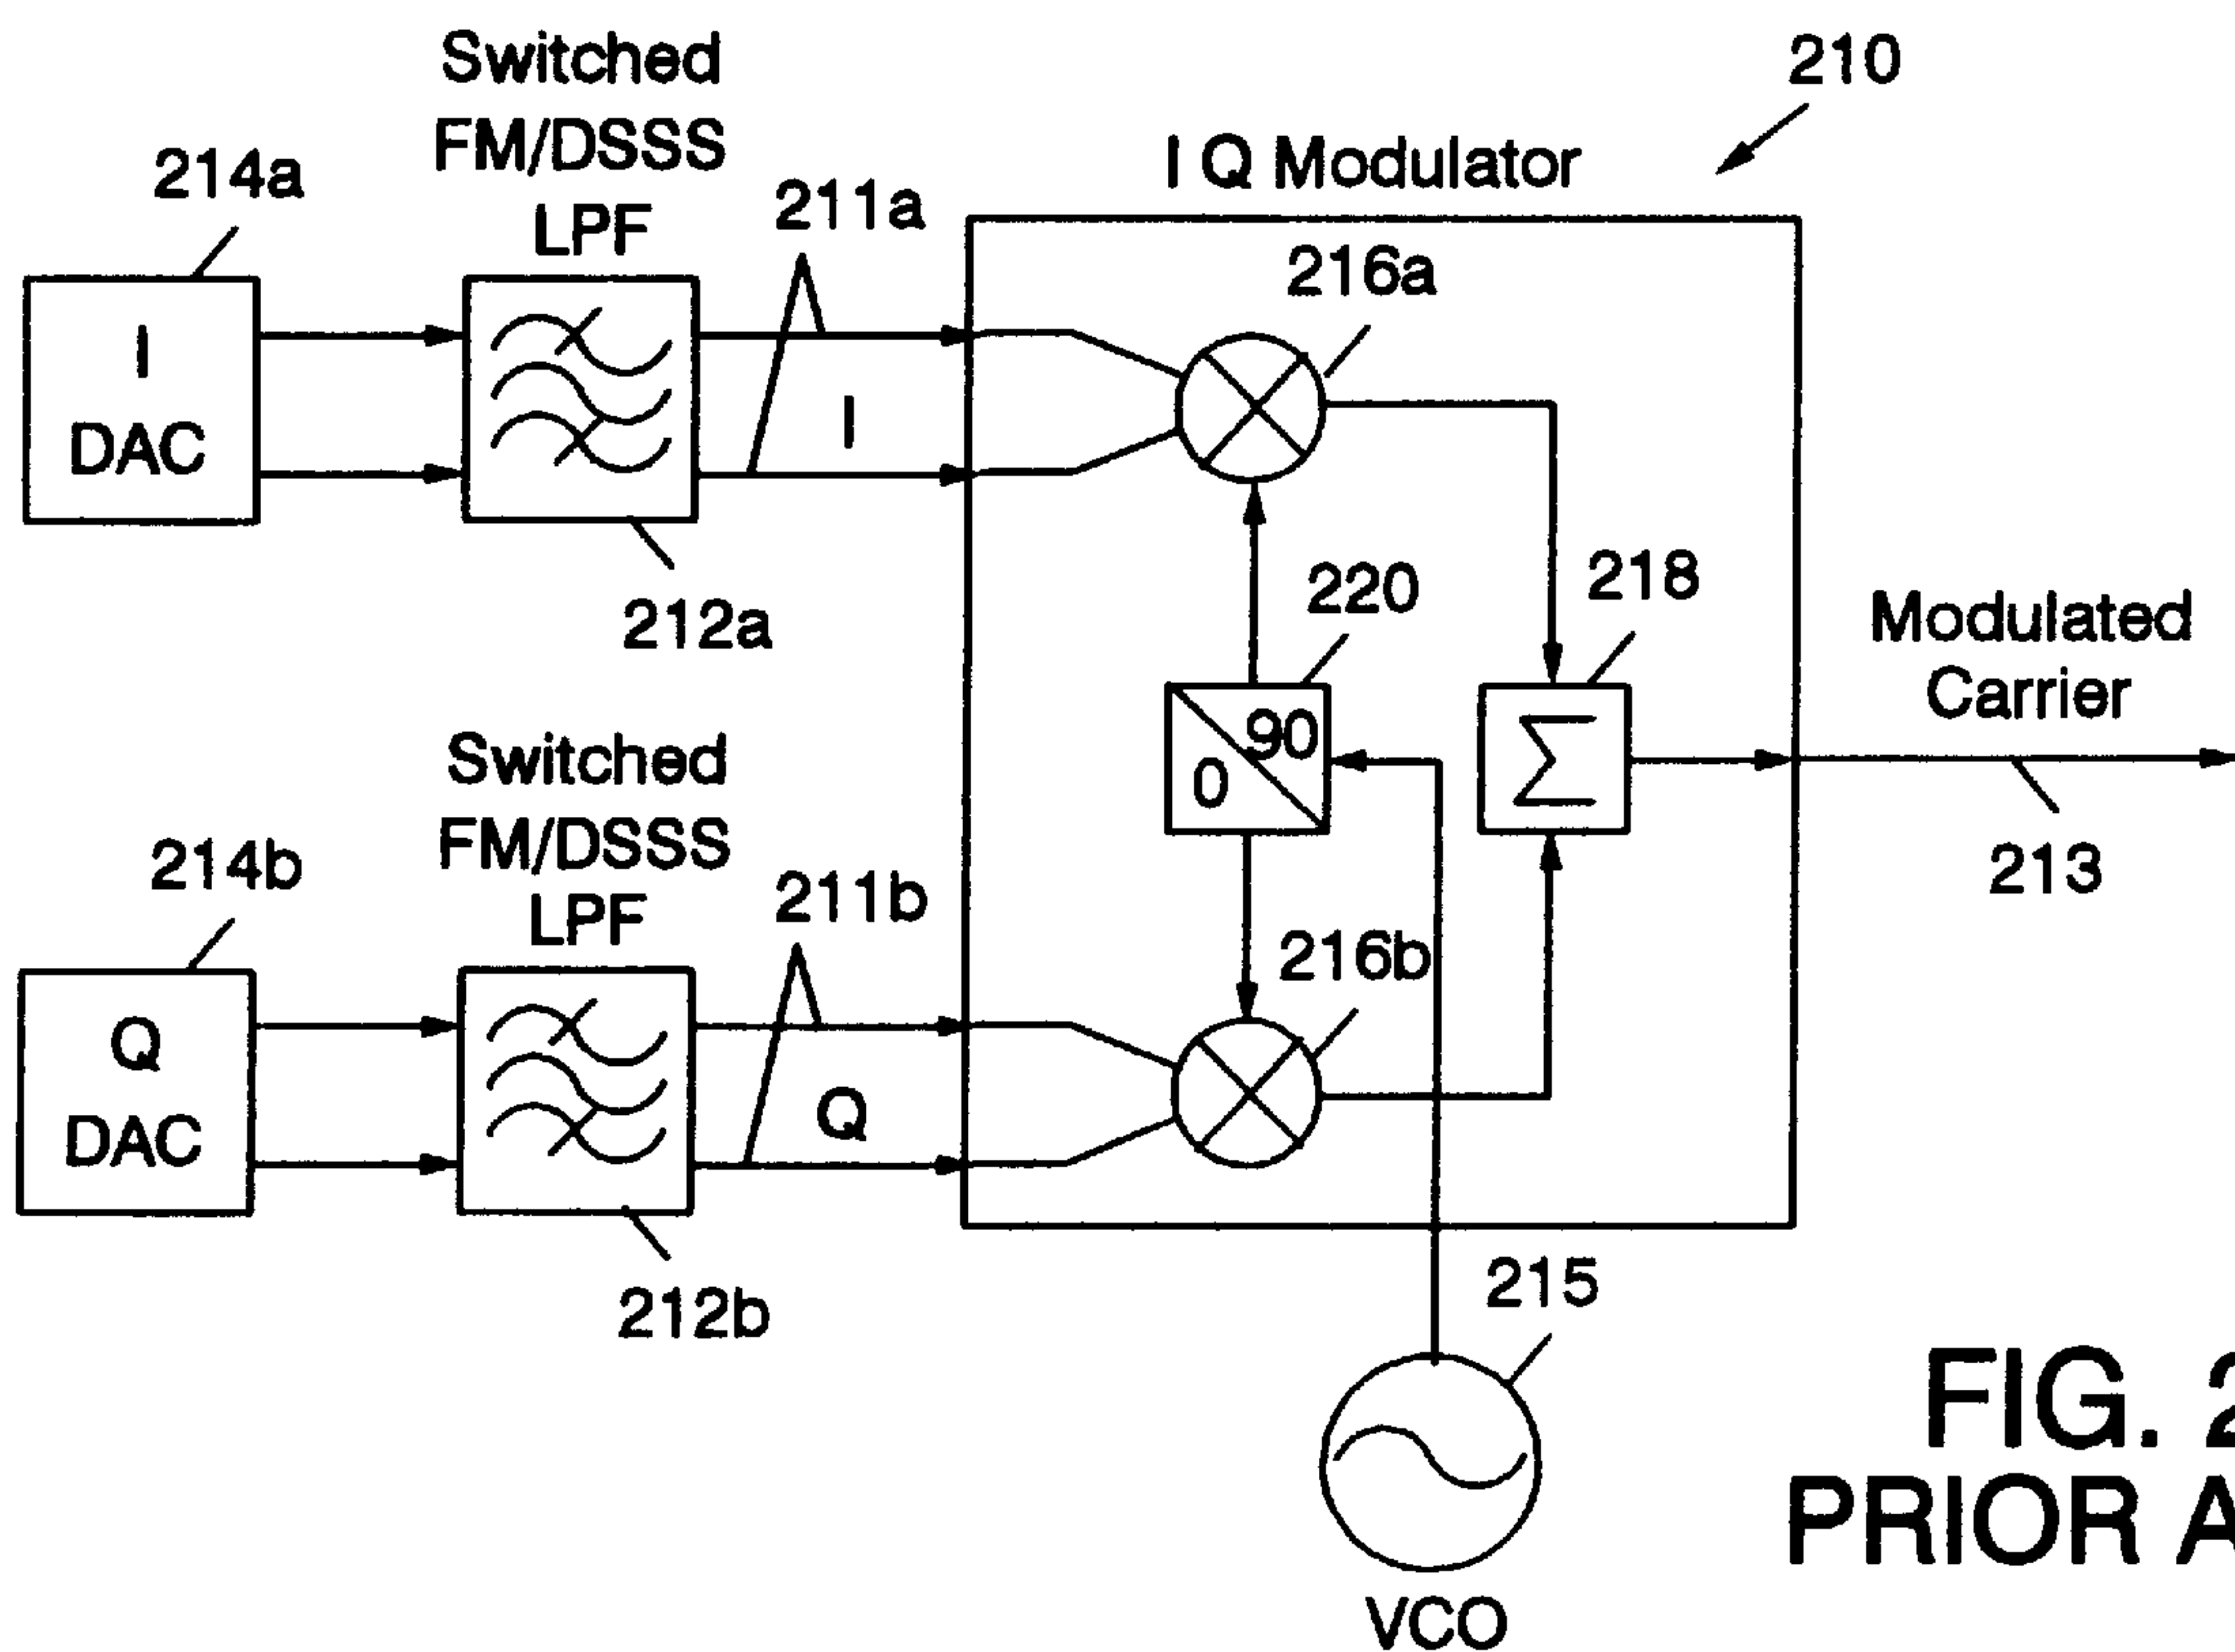 Switched
FM/DSSS
LPF
210
I Q Modulator
214a
211a
216a
I
DAC
I
212a
220
218
Modulated
Carrier
90
0
Σ
213
Switched
FM/DSSS
LPF
214b
211b
216b
Q
DAC
Q
212b
215
FIG. 2
PRIOR A
VCO